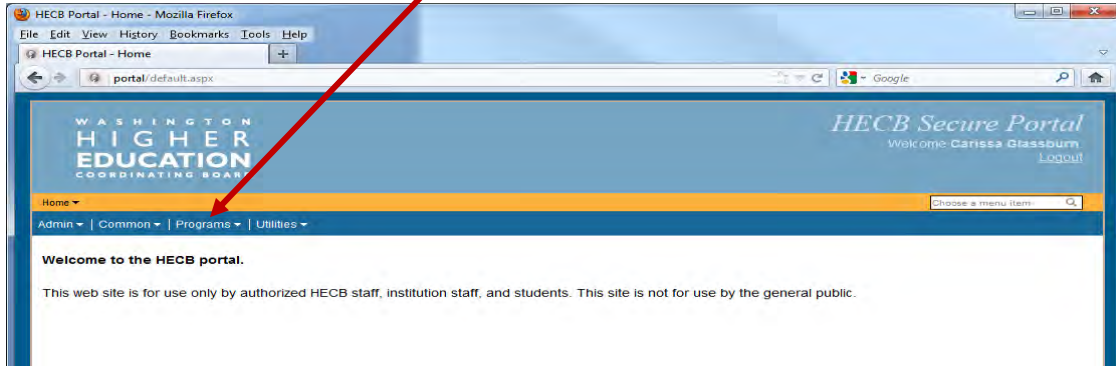 HECB Portal - Home - Mozilla Firefox
File Edit View History Bookmarks Tools Help
HECB Portal - Home
portal/default.aspx
Google
WASHINGTON
HIGHER
EDUCATION
COORDINATING BOARD
HECB Secure Portal
Welcome Carissa Glassburn
Logout
Home
Choose a menu item
Admin | Common | Programs | Utilities
Welcome to the HECB portal.
This web site is for use only by authorized HECB staff, institution staff, and students. This site is not for use by the general public.